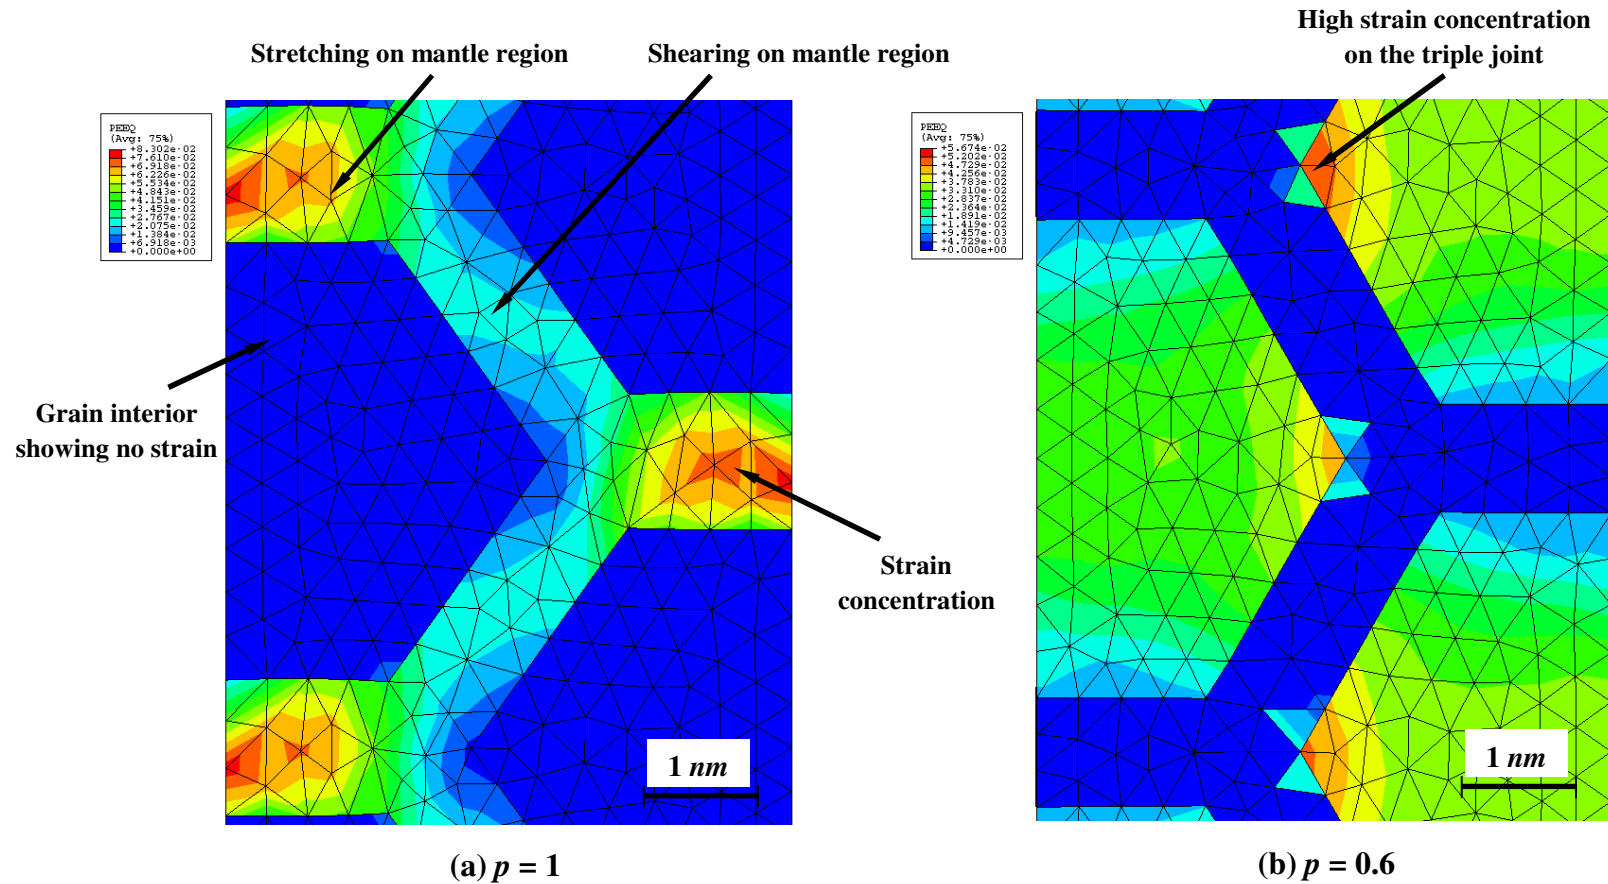 High strain concentration
on the triple joint
Stretching on mantle region
Shearing on mantle region
PEEQ
(Avg: 75%)
+8.302e-02
+7.610e-02
+6.918e-02
+6.226e-02
+5.534e-02
+4.843e-02
+4.151e-02
+3.459e-02
+2.767e-02
+2.075e-02
+1.384e-02
+6.918e-03
+0.000e+00
PEEQ
(Avg: 75%)
+5.674e-02
+5.202e-02
+4.729e-02
+4.256e-02
+3.783e-02
+3.310e-02
+2.837e-02
+2.364e-02
+1.891e-02
+1.419e-02
+9.457e-03
+4.729e-03
+0.000e+00
Grain interior
showing no strain
Strain
concentration
1 nm
1 nm
(a) p = 1
(b) p = 0.6